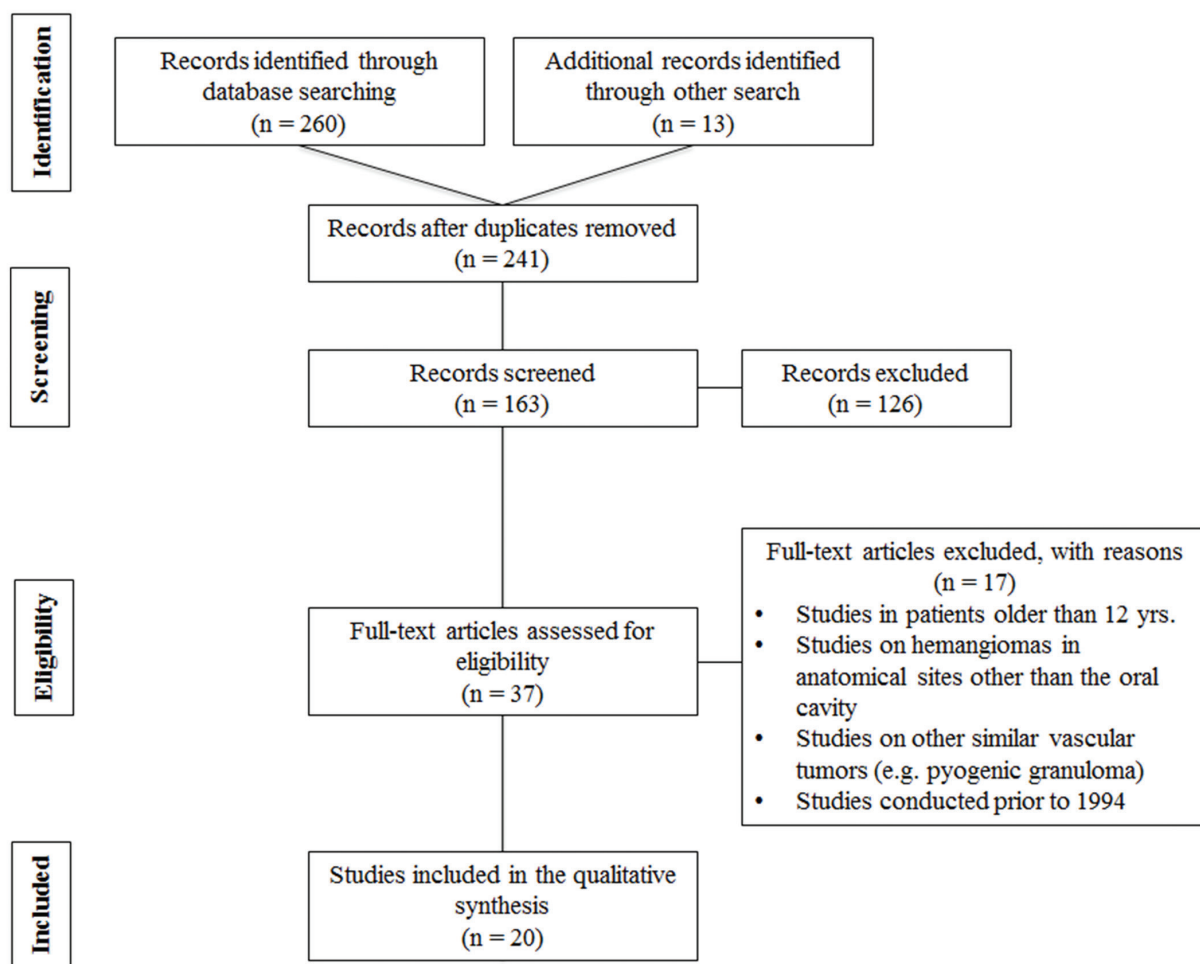 Identification
Records identified through
database searching
(n = 260)
Additional records identified
through other search
(n = 13)
Records after duplicates removed
(n = 241)
Screening
Records screened
(n = 163)
Records excluded
(n = 126)
Eligibility
Full-text articles assessed for
eligibility
(n = 37)
Full-text articles excluded, with reasons
(n = 17)
• Studies in patients older than 12 yrs.
• Studies on hemangiomas in
anatomical sites other than the oral
cavity
• Studies on other similar vascular
tumors (e.g. pyogenic granuloma)
• Studies conducted prior to 1994
Included
Studies included in the qualitative
synthesis
(n = 20)